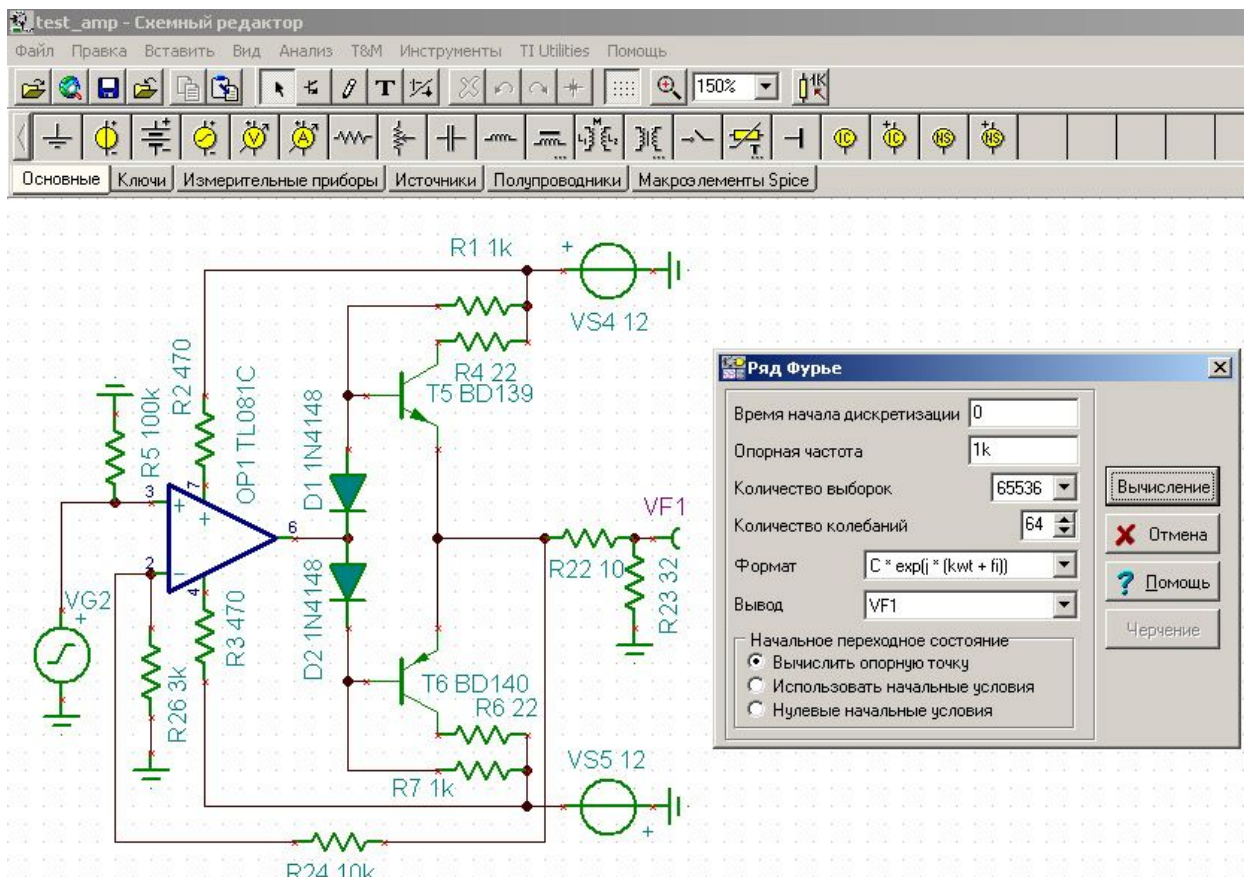 test_amp - Схемный редактор
Файл Правка Вставить Вид Анализ T&M Инструменты TI Utilities Помощь
150%
1K
Основные Ключи Измерительные приборы Источники Полупроводники Макроэлементы Spice
R1 1k
+
VS4 12
R4 22
T5 BD139
R2 470
R5 100k
OP1 TL081C
D1 1N4148
7
3
+
+
6
2
-
4
VF1
R22 10
R23 32
VG2
+
R3 470
D2 1N4148
R26 3k
T6 BD140
R6 22
VS5 12
R7 1k
+
R24 10k
Ряд Фурье
Время начала дискретизации 0
Опорная частота 1k
Количество выборок 65536
Количество колебаний 64
Формат C * exp(j * (kwt + fi))
Вывод VF1
Начальное переходное состояние
Вычислить опорную точку
Использовать начальные условия
Нулевые начальные условия
Вычисление
Отмена
Помощь
Черчение